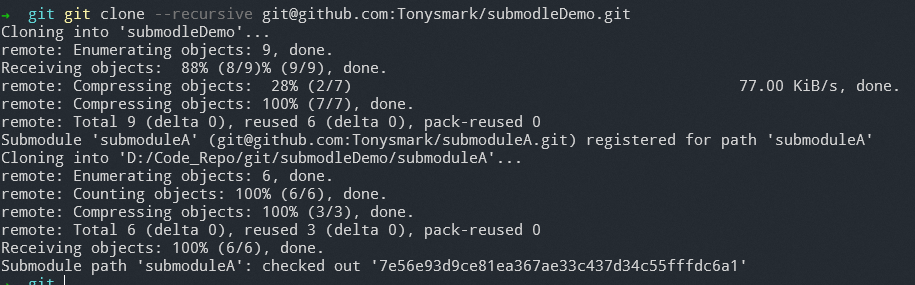 → git git clone --recursive git@github.com:Tonysmark/submodleDemo.git
Cloning into 'submodleDemo'...
remote: Enumerating objects: 9, done.
Receiving objects:  88% (8/9)% (9/9), done.
remote: Compressing objects:  28% (2/7) 77.00 KiB/s, done.
remote: Compressing objects: 100% (7/7), done.
remote: Total 9 (delta 0), reused 6 (delta 0), pack-reused 0
Submodule 'submoduleA' (git@github.com:Tonysmark/submoduleA.git) registered for path 'submoduleA'
Cloning into 'D:/Code_Repo/git/submodleDemo/submoduleA'...
remote: Enumerating objects: 6, done.
remote: Counting objects: 100% (6/6), done.
remote: Compressing objects: 100% (3/3), done.
remote: Total 6 (delta 0), reused 3 (delta 0), pack-reused 0
Receiving objects: 100% (6/6), done.
Submodule path 'submoduleA': checked out '7e56e93d9ce81ea367ae33c437d34c55fffdc6a1'
→ git